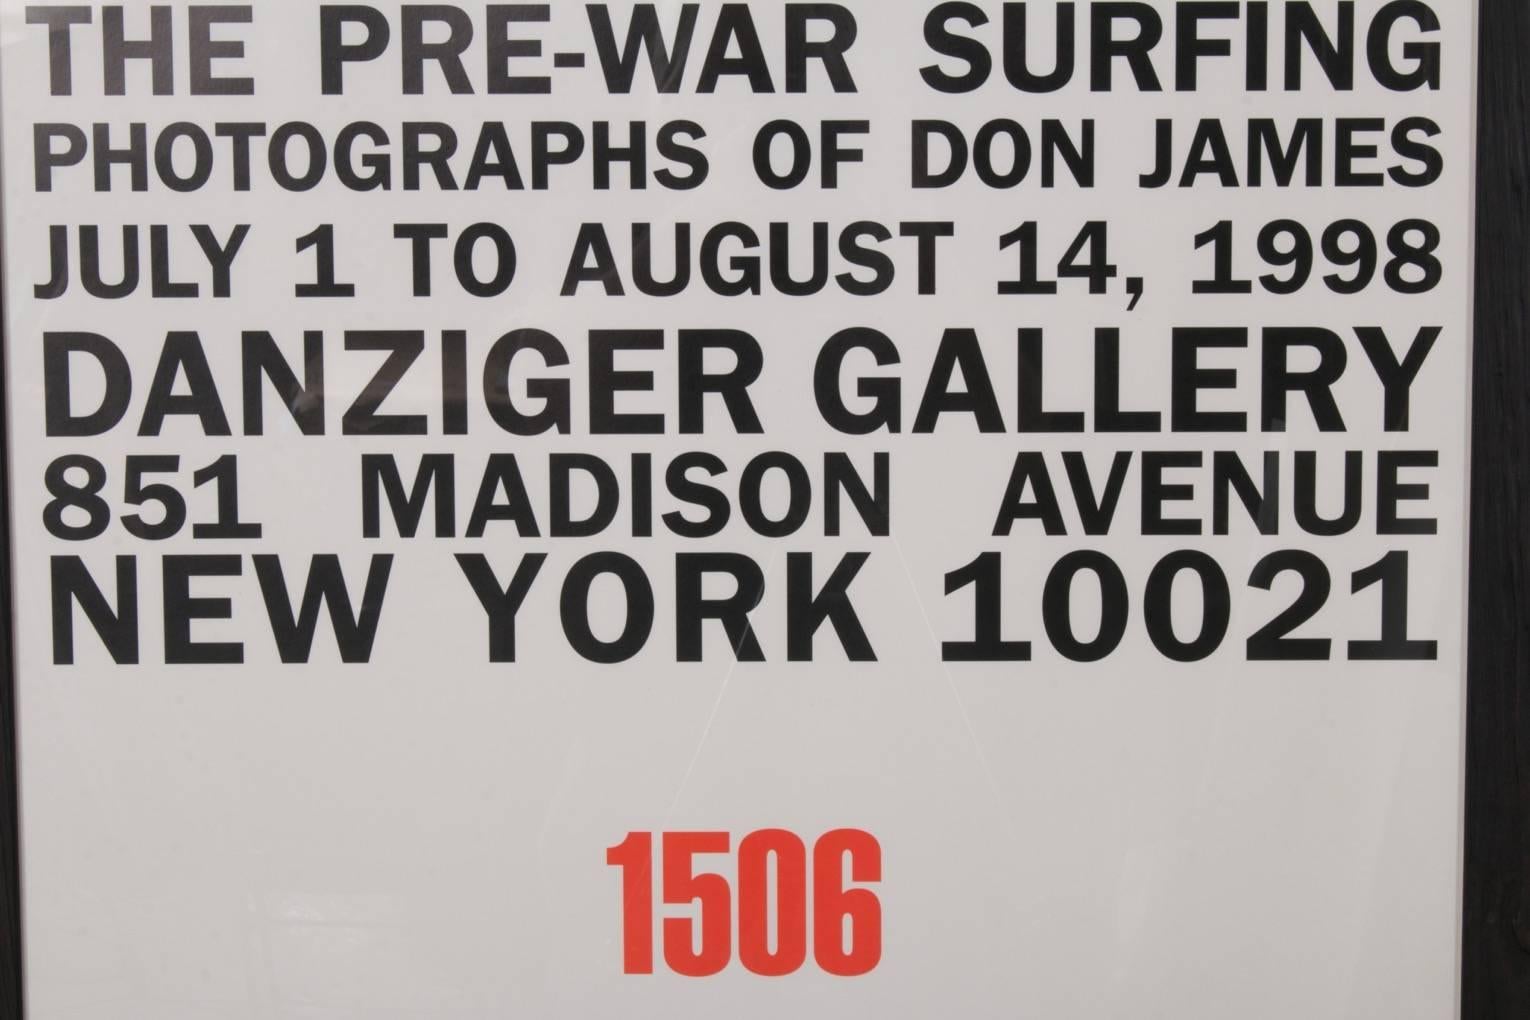 THE PRE-WAR SURFING
PHOTOGRAPHS OF DON JAMES
JULY 1 TO AUGUST 14, 1998
DANZIGER GALLERY
851 MADISON AVENUE
NEW YORK 10021
1506